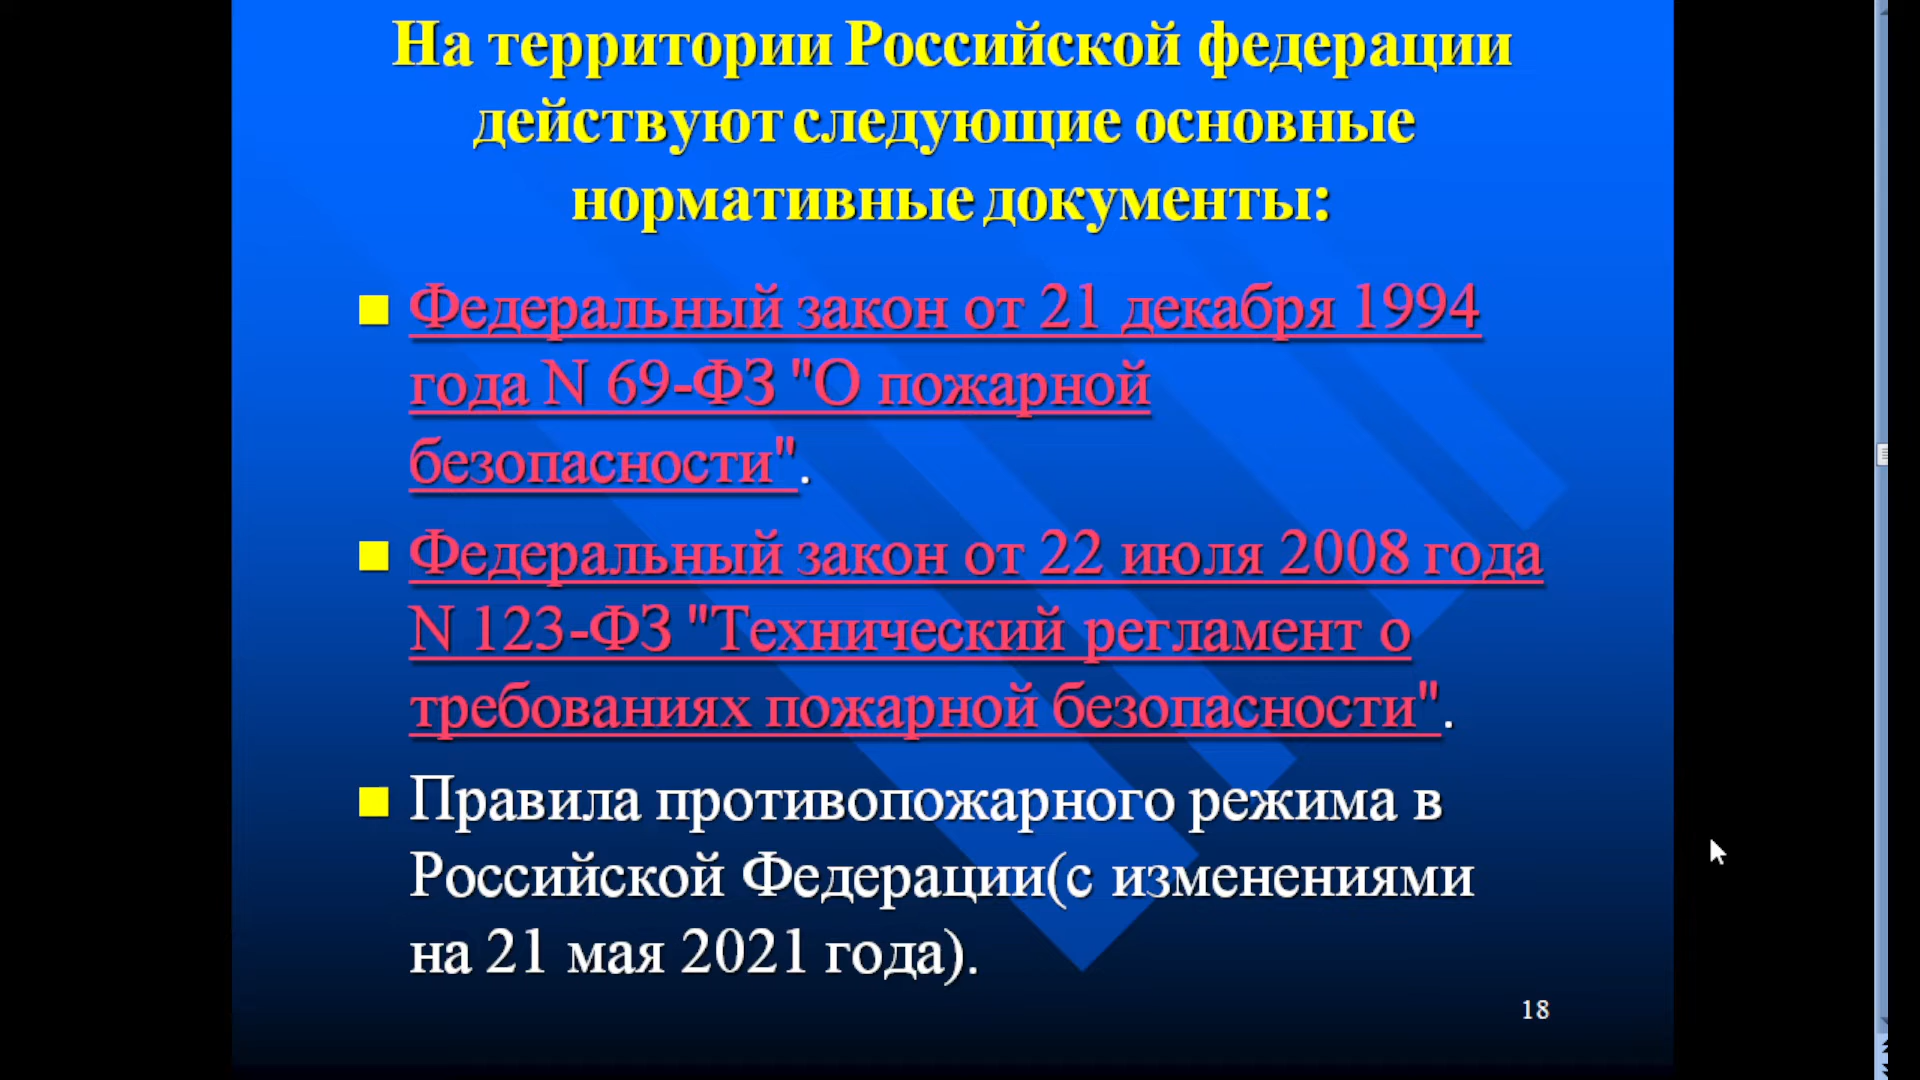 На территории Российской федерации
действуют следующие основные
нормативные документы:
Федеральный закон от 21 декабря 1994
года N 69-ФЗ "О пожарной
безопасности".
Федеральный закон от 22 июля 2008 года
N 123-ФЗ "Технический регламент о
требованиях пожарной безопасности".
Правила противопожарного режима в
Российской Федерации(с изменениями
на 21 мая 2021 года).
18